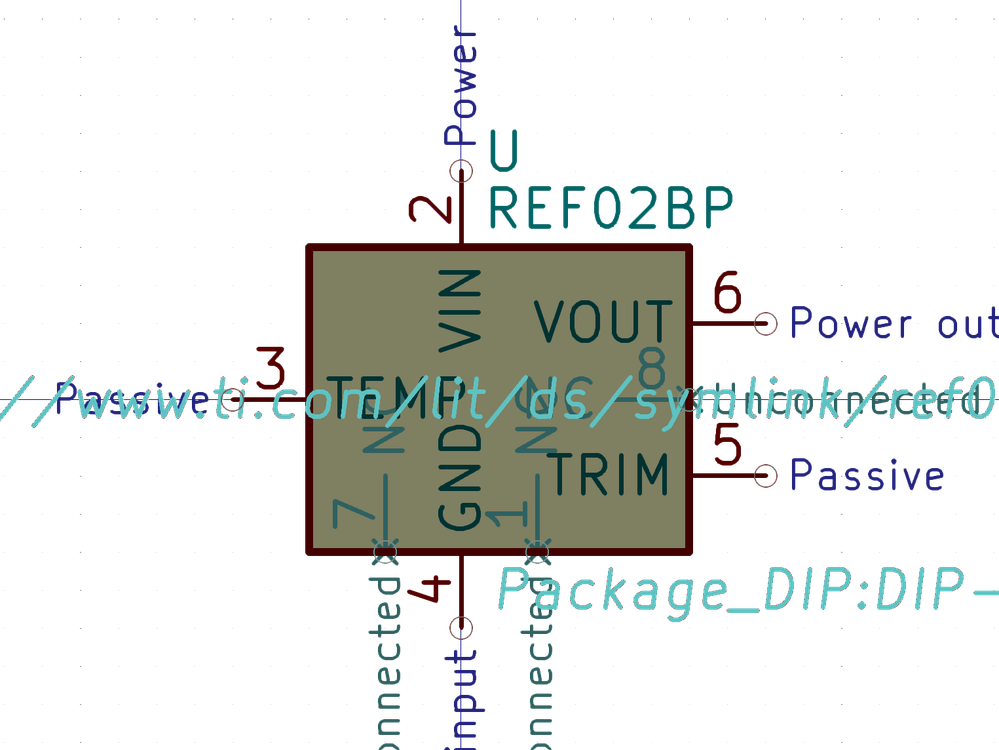 Power
U
REF02BP
2
VIN
VOUT
6
Power out
3
Passive
TEMP
NC
8
Unconnected
//www.ti.com/lit/ds/symlink/ref0
NC
NC
5
TRIM
Passive
GND
7
1
4
Package_DIP:DIP-
onnected
input
onnected